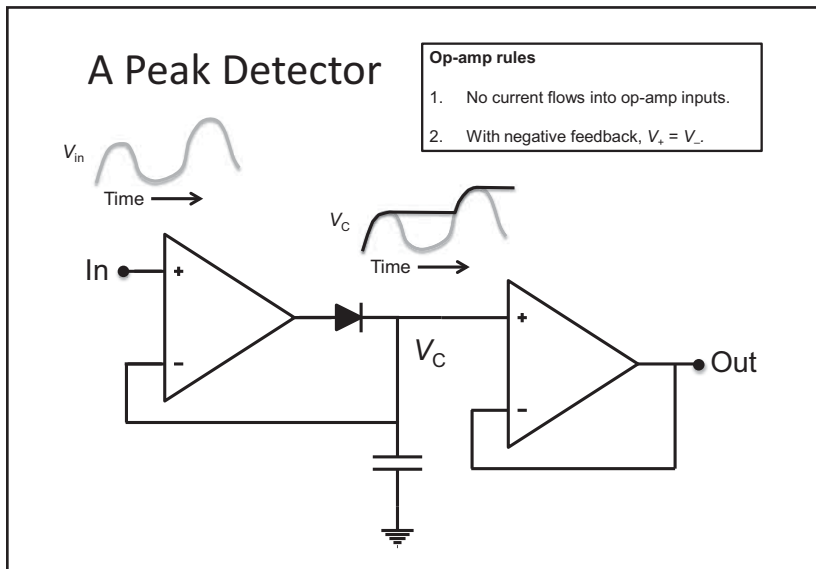 A Peak Detector
Op-amp rules
1. No current flows into op-amp inputs.
2. With negative feedback, V+ = V–.
Vin
Time
VC
Time
In
+
–
VC
+
–
Out